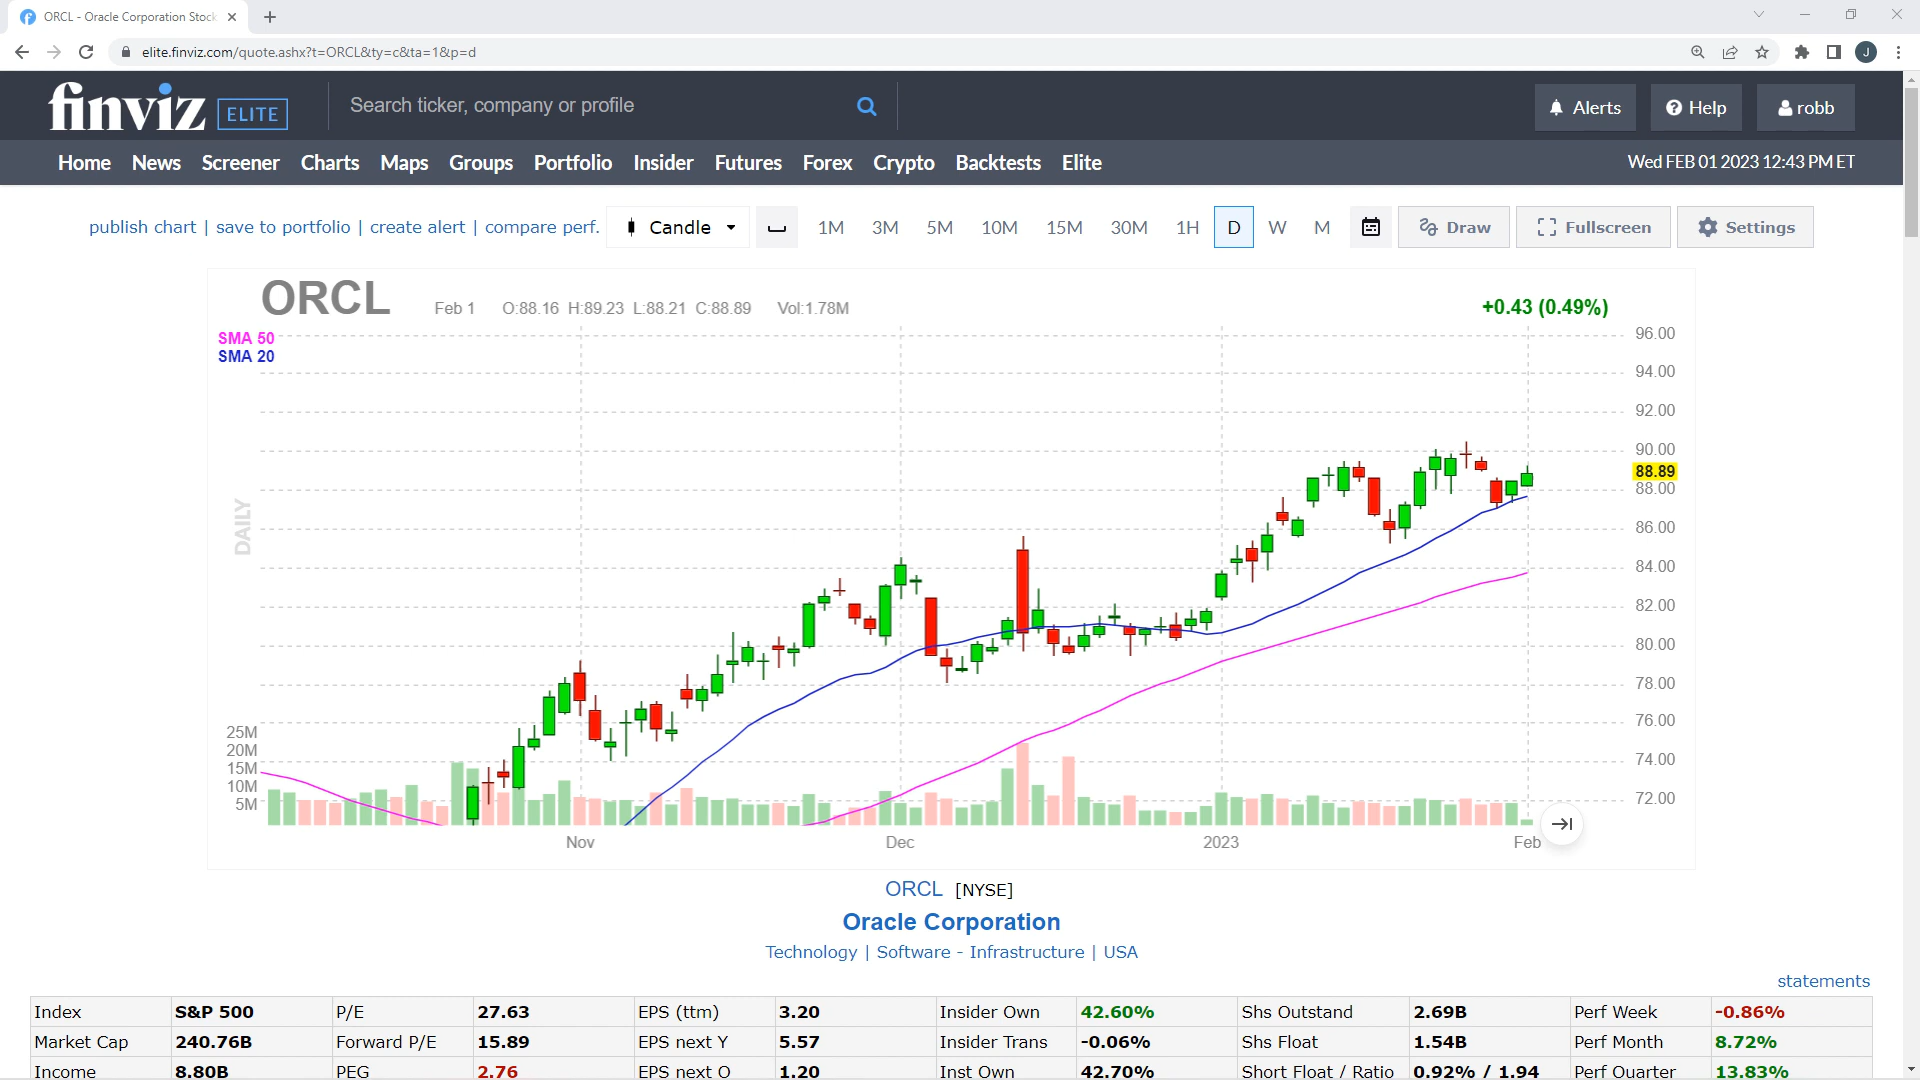 ORCL - Oracle Corporation Stock
elite.finviz.com/quote.ashx?t=ORCL&ty=c&ta=1&p=d
J
finviz ELITE
Search ticker, company or profile
Alerts
Help
robb
Home News Screener Charts Maps Groups Portfolio Insider Futures Forex Crypto Backtests Elite
Wed FEB 01 2023 12:43 PM ET
publish chart | save to portfolio | create alert | compare perf.
Candle
1M 3M 5M 10M 15M 30M 1H D W M
Draw
Fullscreen
Settings
ORCL Feb 1 O:88.16 H:89.23 L:88.21 C:88.89 Vol:1.78M
+0.43 (0.49%)
SMA 50
SMA 20
96.00
94.00
92.00
90.00
88.89
88.00
86.00
84.00
82.00
80.00
78.00
76.00
74.00
72.00
DAILY
25M
20M
15M
10M
5M
Nov Dec 2023 Feb
ORCL [NYSE]
Oracle Corporation
Technology | Software - Infrastructure | USA
statements
Index S&P 500 P/E 27.63 EPS (ttm) 3.20 Insider Own 42.60% Shs Outstand 2.69B Perf Week -0.86%
Market Cap 240.76B Forward P/E 15.89 EPS next Y 5.57 Insider Trans -0.06% Shs Float 1.54B Perf Month 8.72%
Income 8.80B PEG 2.76 EPS next Q 1.20 Inst Own 42.70% Short Float / Ratio 0.92% / 1.94 Perf Quarter 13.83%